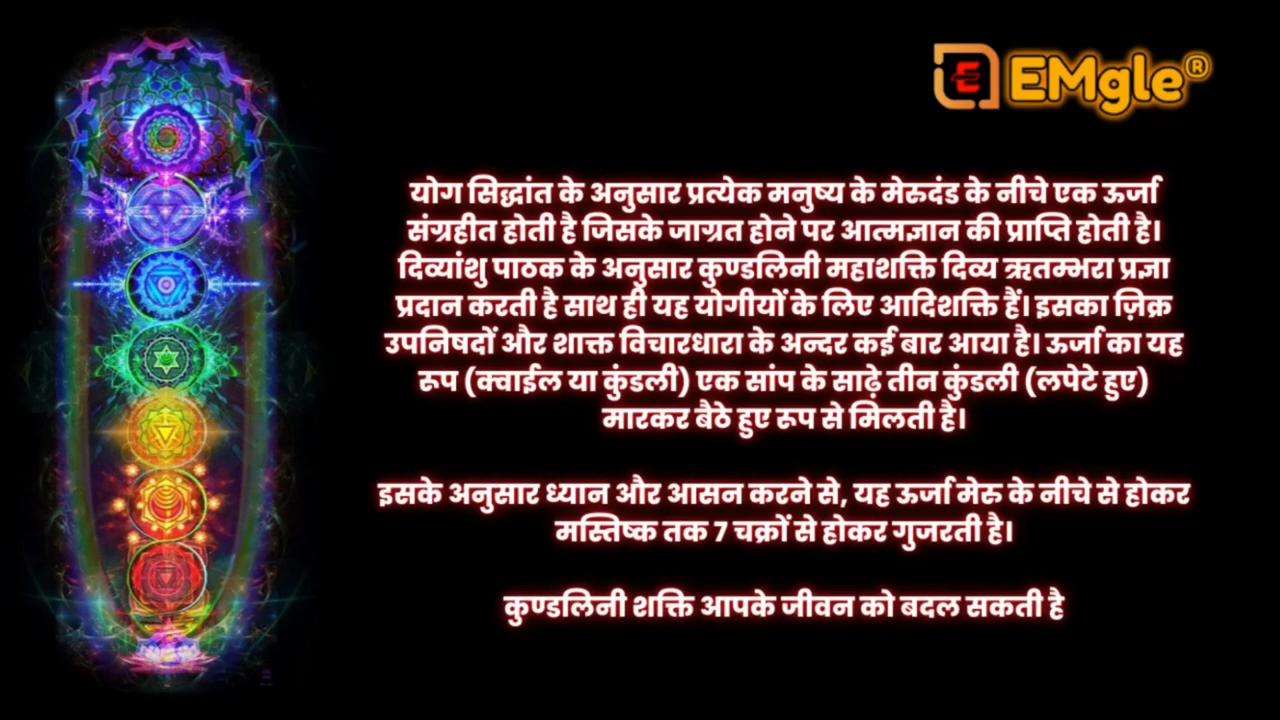 EMgle®
योग सिद्धांत के अनुसार प्रत्येक मनुष्य के मेरुदंड के नीचे एक ऊर्जा
संग्रहीत होती है जिसके जाग्रत होने पर आत्मज्ञान की प्राप्ति होती है।
दिव्यांशु पाठक के अनुसार कुण्डलिनी महाशक्ति दिव्य ऋतम्भरा प्रज्ञा
प्रदान करती है साथ ही यह योगीयों के लिए आदिशक्ति हैं। इसका ज़िक्र
उपनिषदों और शाक्त विचारधारा के अन्दर कई बार आया है। ऊर्जा का यह
रूप (क्वाईल या कुंडली) एक सांप के साढ़े तीन कुंडली (लपेटे हुए)
मारकर बैठे हुए रूप से मिलती है।
इसके अनुसार ध्यान और आसन करने से, यह ऊर्जा मेरु के नीचे से होकर
मस्तिष्क तक 7 चक्रों से होकर गुजरती है।
कुण्डलिनी शक्ति आपके जीवन को बदल सकती है